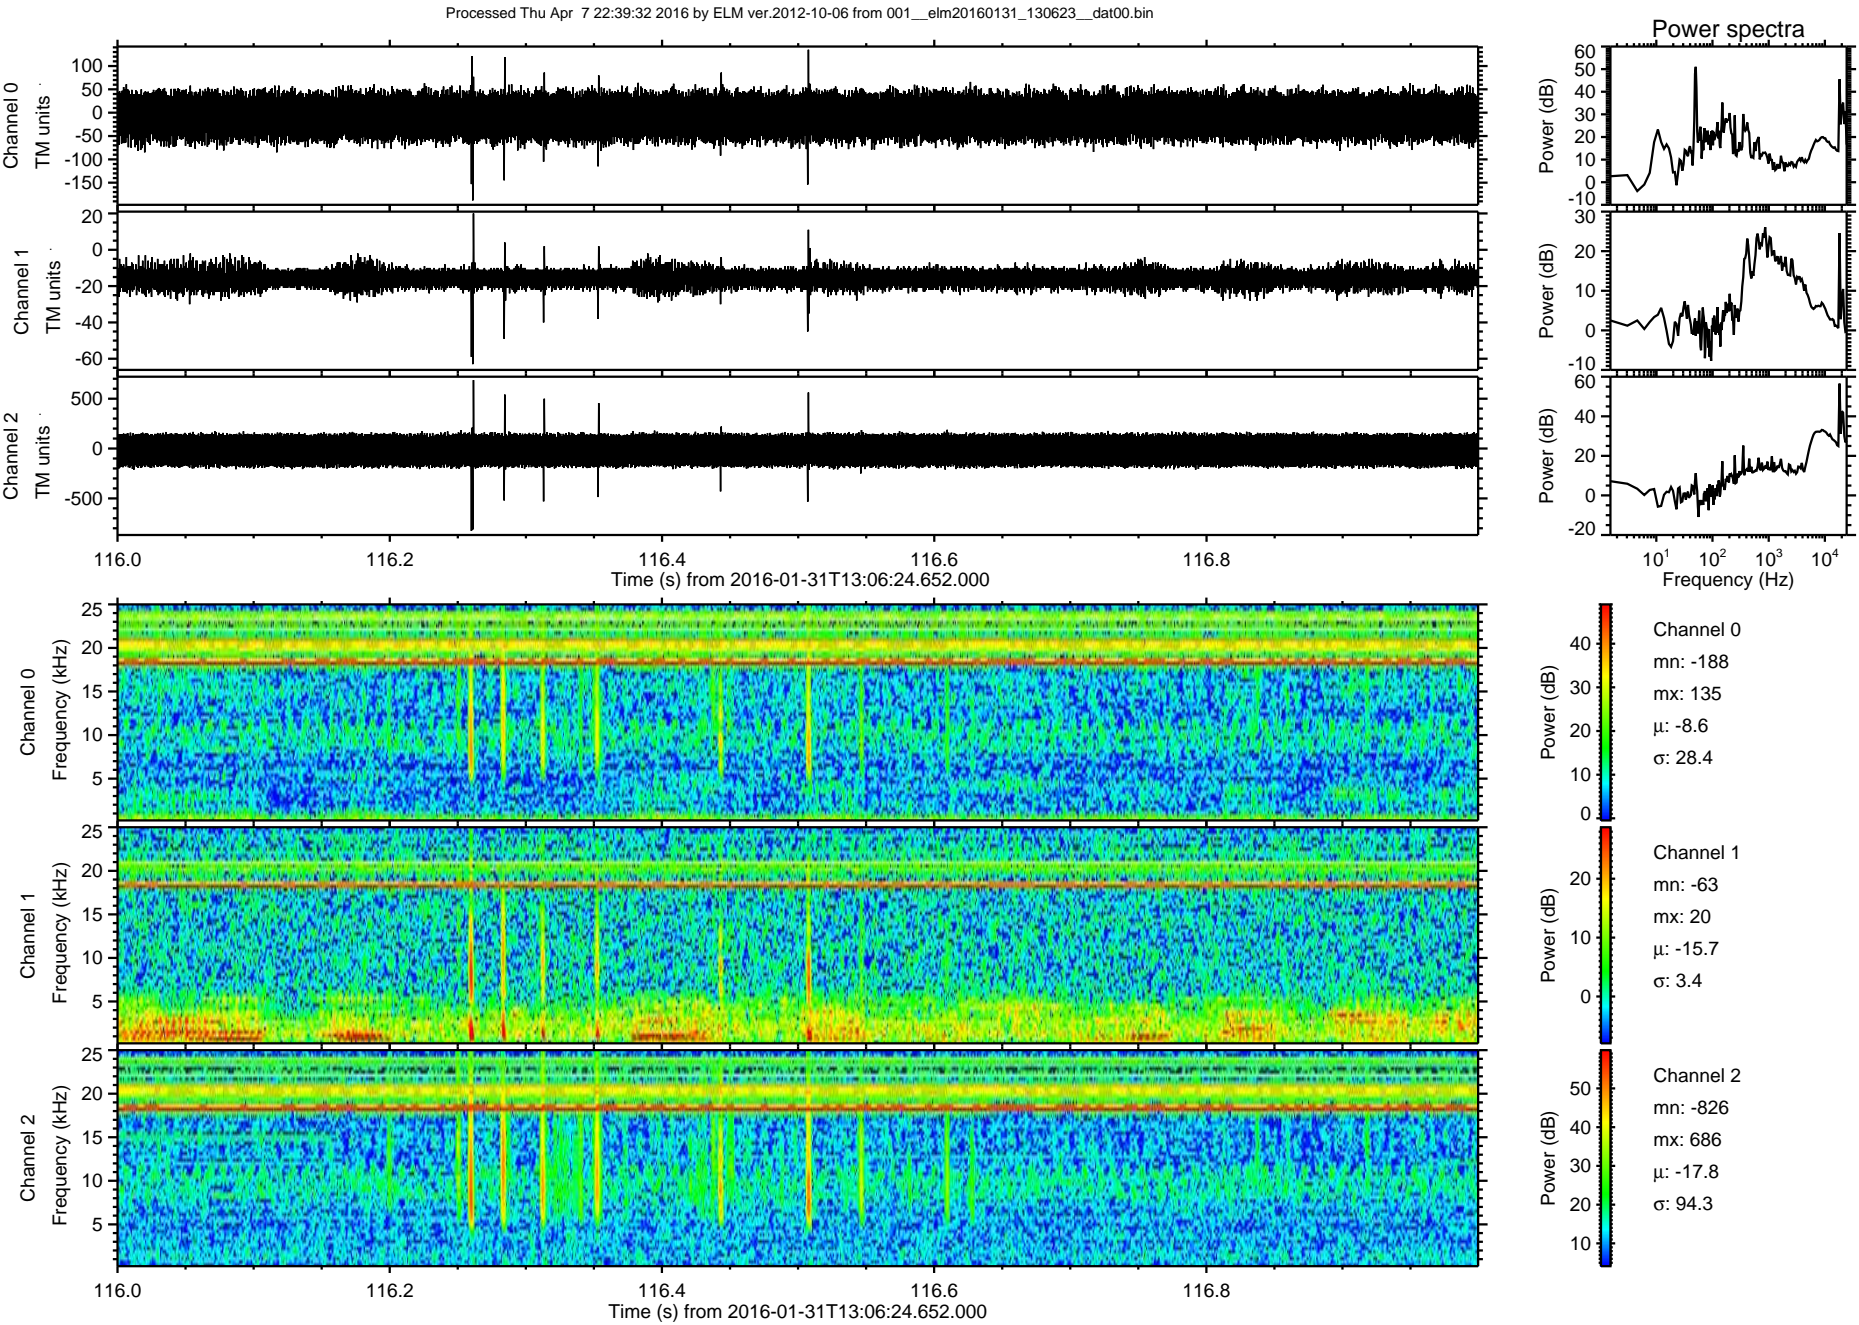 Processed Thu Apr  7 22:39:32 2016 by ELM ver.2012-10-06 from 001__elm20160131_130623__dat00.bin
Power spectra
Channel 0
TM units
100
50
0
-50
-100
-150
Power (dB)
60
50
40
30
20
10
0
-10
Channel 1
TM units
20
0
-20
-40
-60
Power (dB)
30
20
10
0
-10
Channel 2
TM units
500
0
-500
Power (dB)
60
40
20
0
-20
116.0 116.2 116.4 116.6 116.8
Time (s) from 2016-01-31T13:06:24.652.000
10^1 10^2 10^3 10^4
Frequency (Hz)
Channel 0
Frequency (kHz)
25
20
15
10
5
Power (dB)
40
30
20
10
0
Channel 0
mn: -188
mx: 135
μ: -8.6
σ: 28.4
Channel 1
Frequency (kHz)
25
20
15
10
5
Power (dB)
20
10
0
Channel 1
mn: -63
mx: 20
μ: -15.7
σ: 3.4
Channel 2
Frequency (kHz)
25
20
15
10
5
Power (dB)
50
40
30
20
10
Channel 2
mn: -826
mx: 686
μ: -17.8
σ: 94.3
116.0 116.2 116.4 116.6 116.8
Time (s) from 2016-01-31T13:06:24.652.000